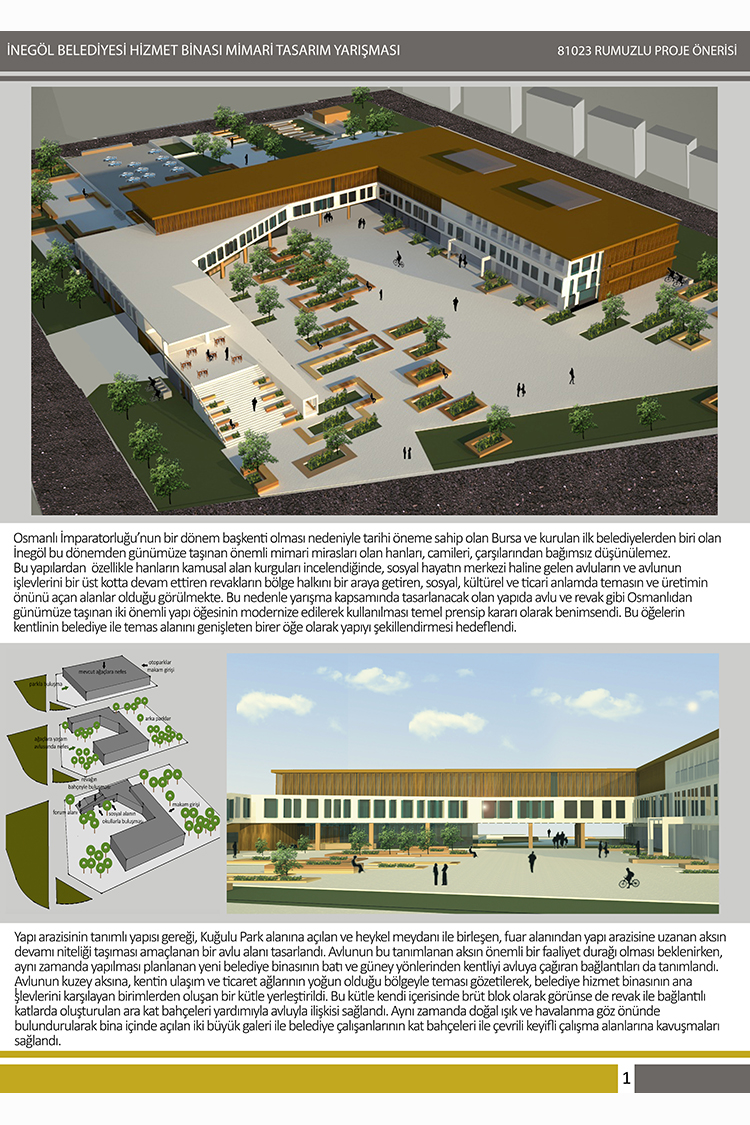 İNEGÖL BELEDİYESİ HİZMET BİNASI MİMARİ TASARIM YARIŞMASI
81023 RUMUZLU PROJE ÖNERİSİ
Osmanlı İmparatorluğu'nun bir dönem başkenti olması nedeniyle tarihi öneme sahip olan Bursa ve kurulan ilk belediyelerden biri olan
İnegöl bu dönemden günümüze taşınan önemli mimari mirasları olan hanları, camileri, çarşılarından bağımsız düşünülemez.
Bu yapılardan özellikle hanların kamusal alan kurguları incelendiğinde, sosyal hayatın merkezi haline gelen avluların ve avlunun
işlevlerini bir üst kotta devam ettiren revakların bölge halkını bir araya getiren, sosyal, kültürel ve ticari anlamda temasın ve üretimin
önünü açan alanlar olduğu görülmekte. Bu nedenle yarışma kapsamında tasarlanacak olan yapıda avlu ve revak gibi Osmanlıdan
günümüze taşınan iki önemli yapı öğesinin modernize edilerek kullanılması temel prensip kararı olarak benimsendi. Bu öğelerin
kentlinin belediye ile temas alanını genişleten birer öğe olarak yapıyı şekillendirmesi hedeflendi.
mevcut ağaçlara nefes
otoparklar
makam girişi
parkla buluşma
arka parklar
ağaçlara yaşam
avlusunda nefes
revağın
bahçeyle buluşması
forum alanı
sosyal alanın
okullarla buluşması
makam girişi
Yapı arazisinin tanımlı yapısı gereği, Kuğulu Park alanına açılan ve heykel meydanı ile birleşen, fuar alanından yapı arazisine uzanan aksın
devamı niteliği taşıması amaçlanan bir avlu alanı tasarlandı. Avlunun bu tanımlanan aksın önemli bir faaliyet durağı olması beklenirken,
aynı zamanda yapılması planlanan yeni belediye binasının batı ve güney yönlerinden kentliyi avluya çağıran bağlantıları da tanımlandı.
Avlunun kuzey aksına, kentin ulaşım ve ticaret ağlarının yoğun olduğu bölgeyle teması gözetilerek, belediye hizmet binasının ana
işlevlerini karşılayan birimlerden oluşan bir kütle yerleştirildi. Bu kütle kendi içerisinde brüt blok olarak görünse de revak ile bağlantılı
katlarda oluşturulan ara kat bahçeleri yardımıyla avluyla ilişkisi sağlandı. Aynı zamanda doğal ışık ve havalanma göz önünde
bulundurularak bina içinde açılan iki büyük galeri ile belediye çalışanlarının kat bahçeleri ile çevrili keyifli çalışma alanlarına kavuşmaları
sağlandı.
1